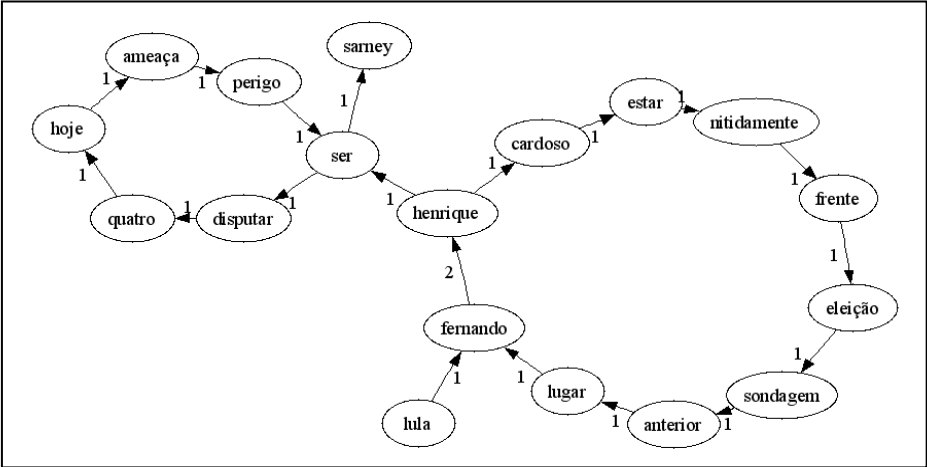 sarney
ameaça
1
perigo
1
1
estar
1
nitidamente
hoje
1
ser
cardoso
1
1
1
1
henrique
1
frente
quatro
1
disputar
1
1
2
1
eleição
fernando
1
1
1
lugar
sondagem
lula
1
anterior
1